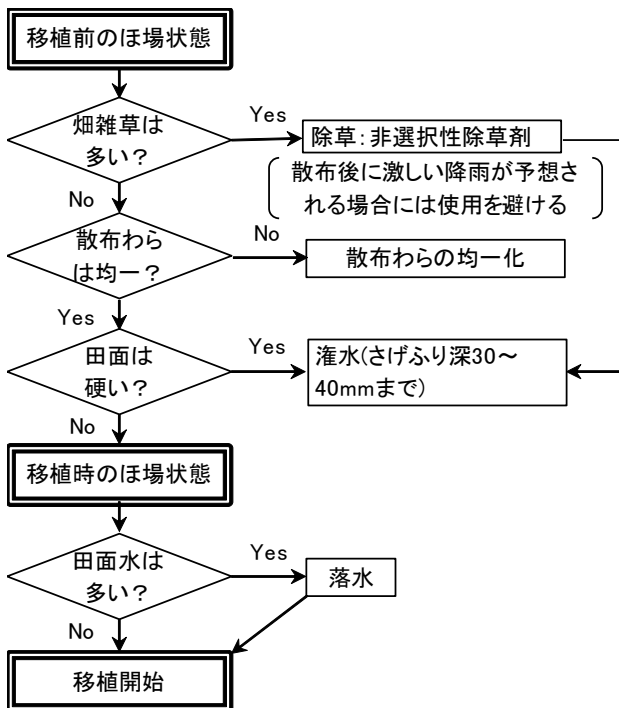 移植前のほ場状態
畑雑草は
多い？
Yes
除草：非選択性除草剤
散布後に激しい降雨が予想さ
れる場合には使用を避ける
No
散布わら
は均一？
No
散布わらの均一化
Yes
田面は
硬い？
Yes
潅水(さげふり深30～
40mmまで)
No
移植時のほ場状態
田面水は
多い？
Yes
落水
No
移植開始